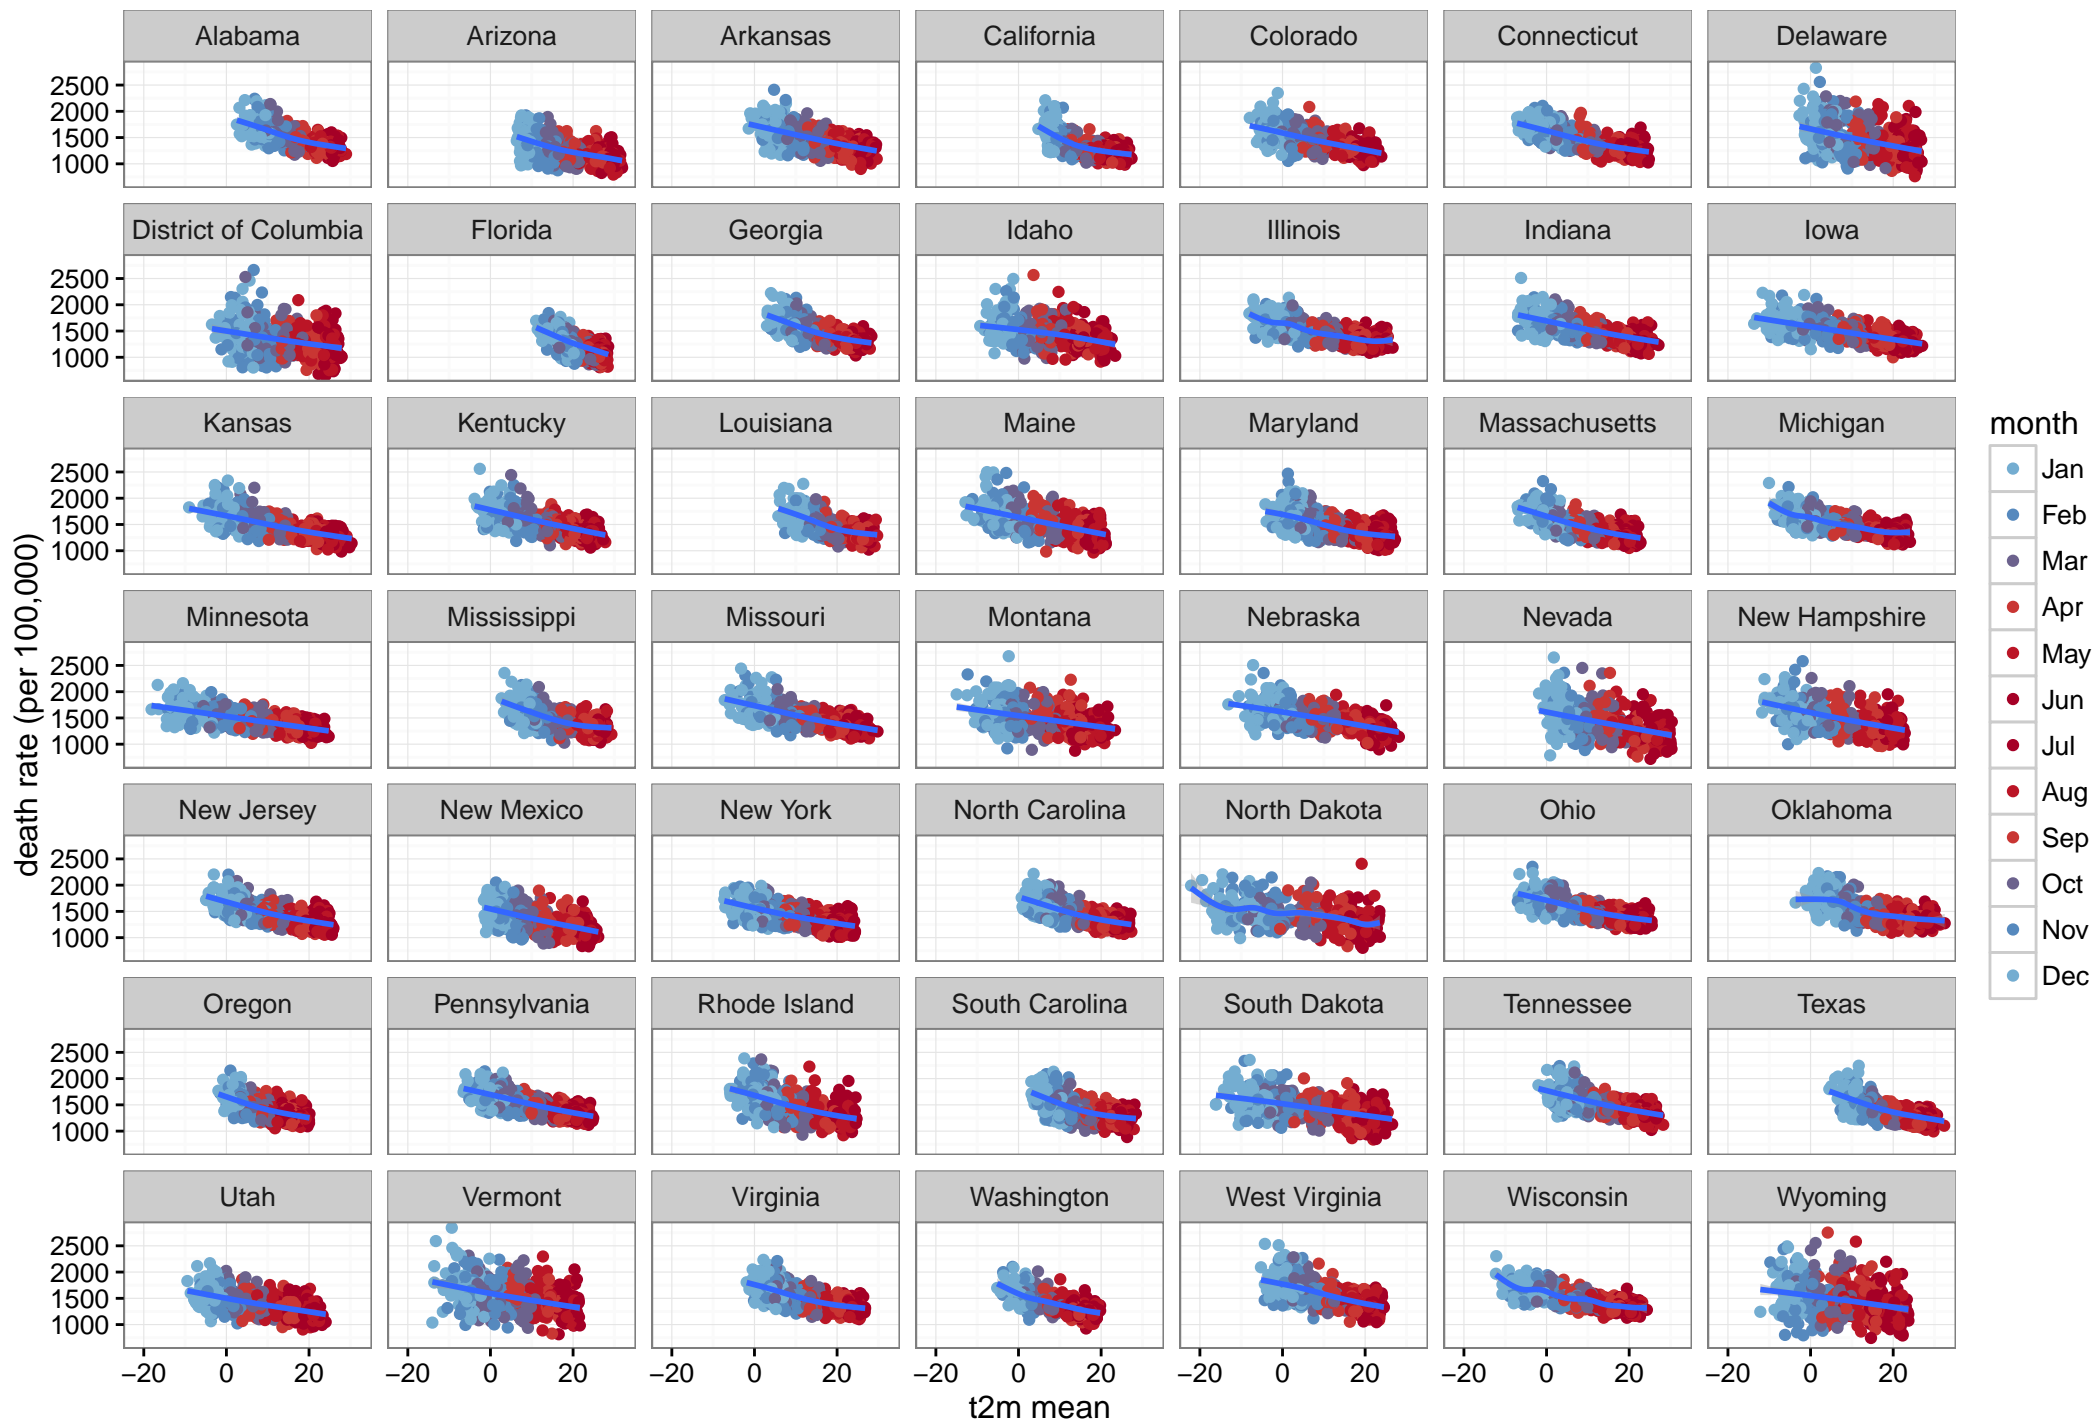 Alabama Arizona Arkansas California Colorado Connecticut Delaware
2500
2000
1500
1000
District of Columbia Florida Georgia Idaho Illinois Indiana Iowa
2500
2000
1500
1000
Kansas Kentucky Louisiana Maine Maryland Massachusetts Michigan
2500
2000
1500
1000
Minnesota Mississippi Missouri Montana Nebraska Nevada New Hampshire
2500
2000
1500
1000
New Jersey New Mexico New York North Carolina North Dakota Ohio Oklahoma
2500
2000
1500
1000
Oregon Pennsylvania Rhode Island South Carolina South Dakota Tennessee Texas
2500
2000
1500
1000
Utah Vermont Virginia Washington West Virginia Wisconsin Wyoming
2500
2000
1500
1000
−20 0 20 −20 0 20 −20 0 20 −20 0 20 −20 0 20 −20 0 20 −20 0 20
t2m mean
death rate (per 100,000)
month
Jan
Feb
Mar
Apr
May
Jun
Jul
Aug
Sep
Oct
Nov
Dec